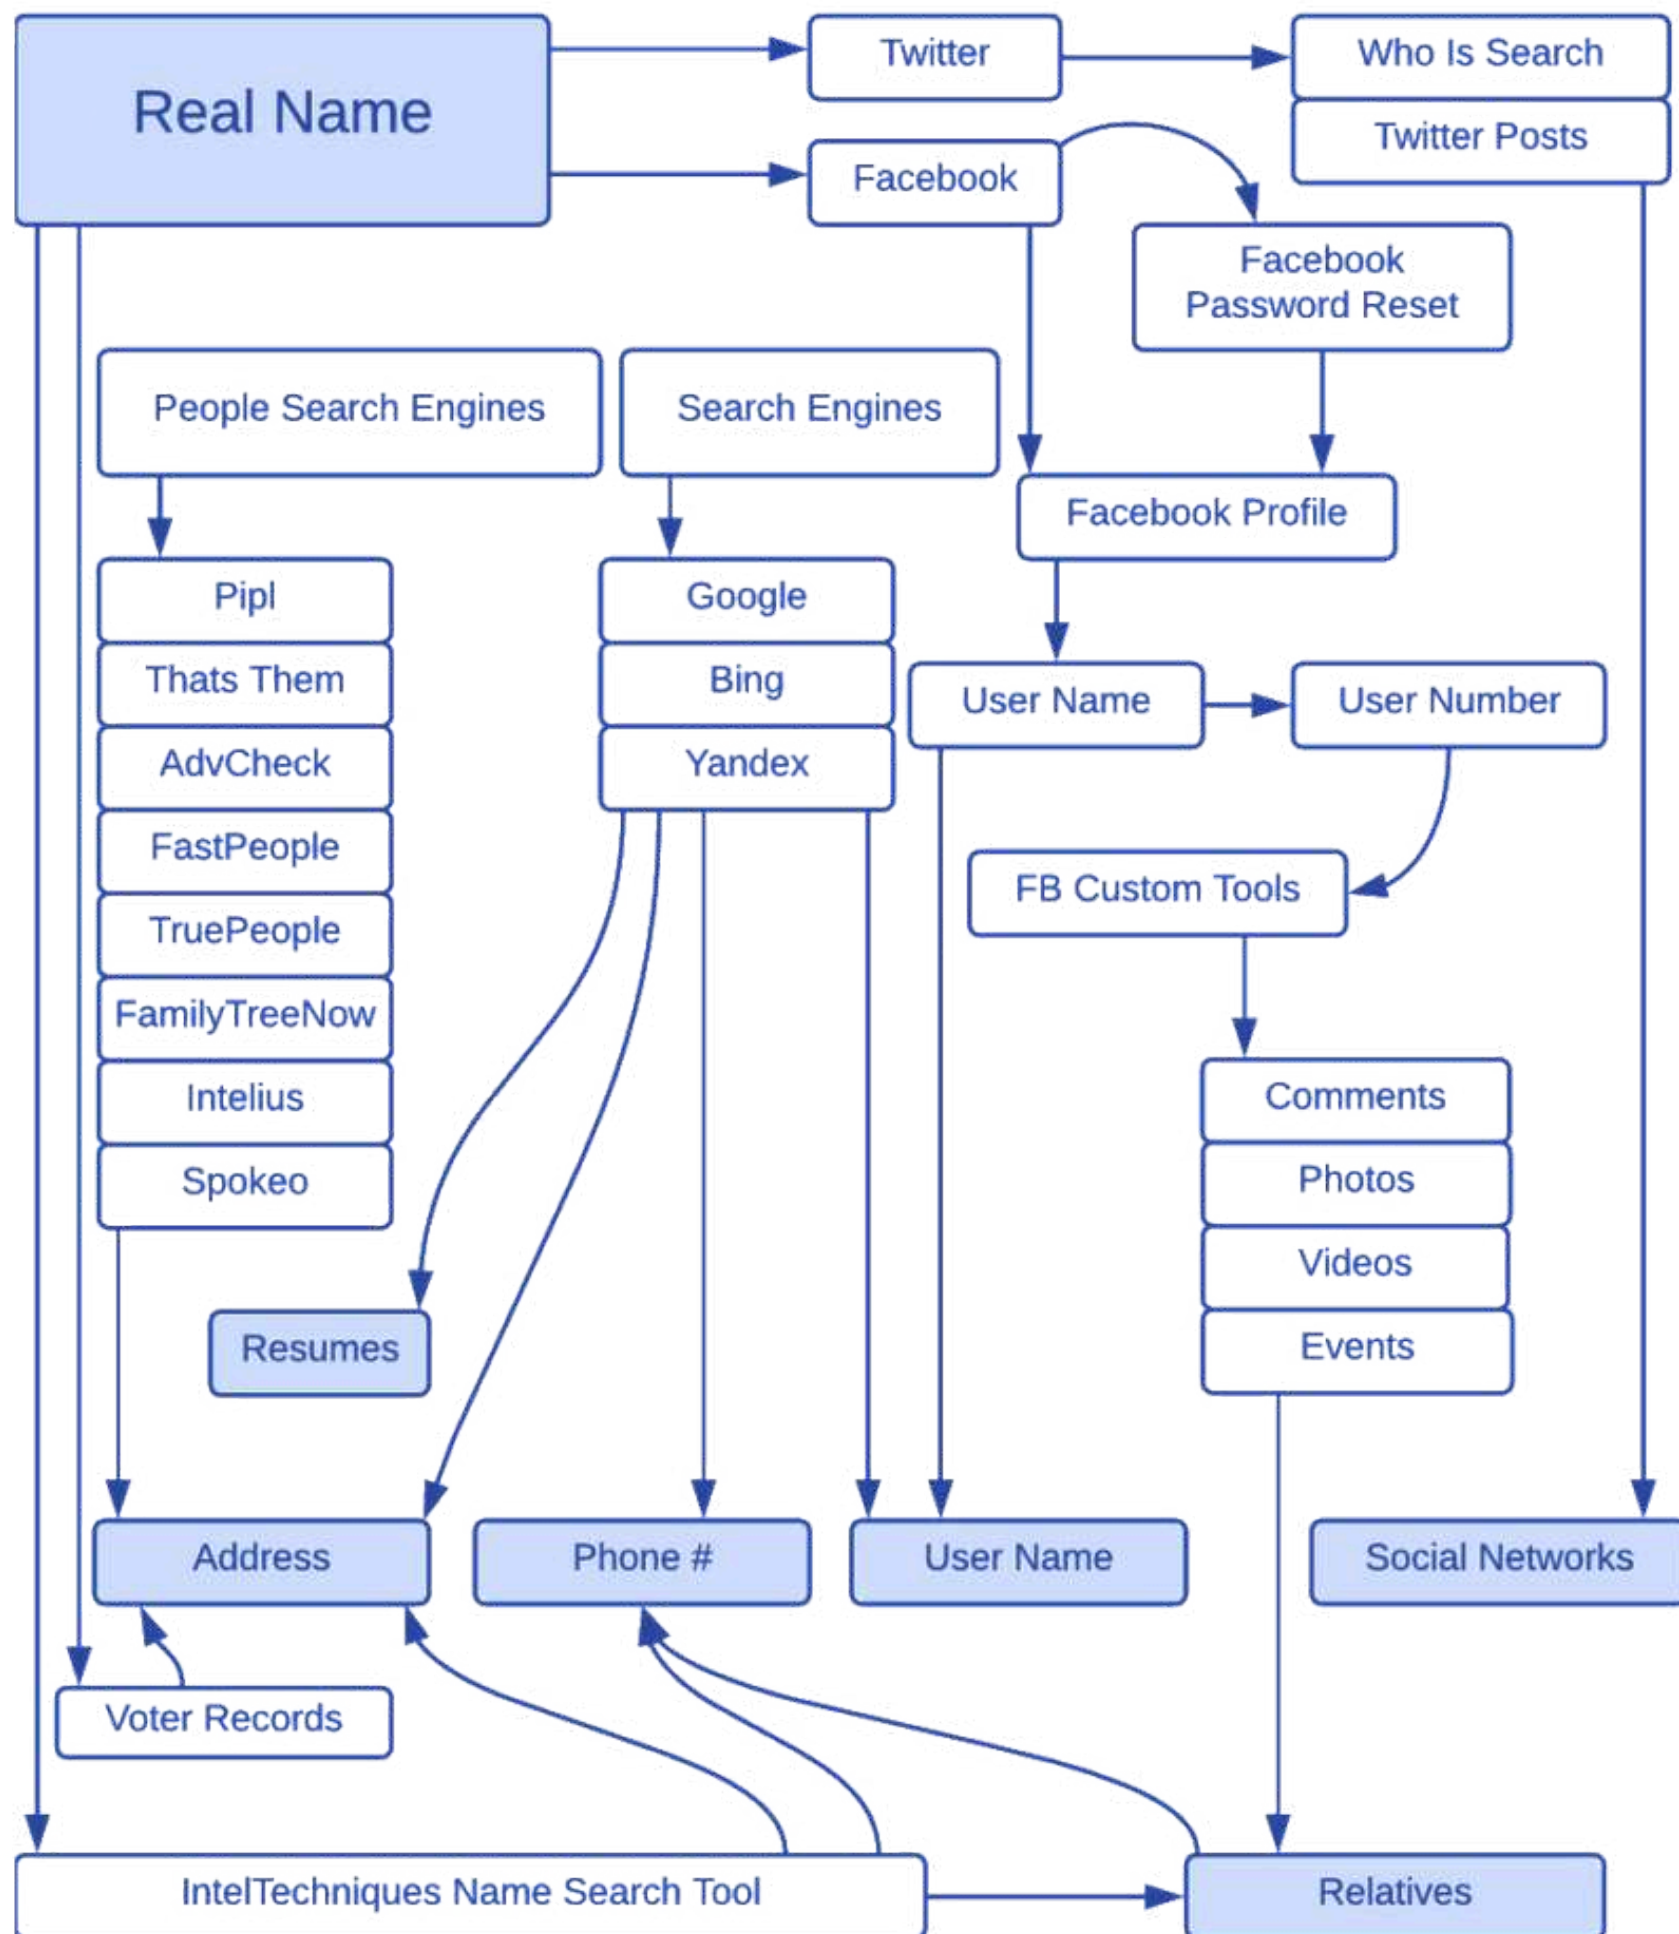 Real Name
Twitter
Who Is Search
Twitter Posts
Facebook
Facebook
Password Reset
People Search Engines
Search Engines
Facebook Profile
Pipl
Thats Them
AdvCheck
FastPeople
TruePeople
FamilyTreeNow
Intelius
Spokeo
Google
Bing
Yandex
User Name
User Number
FB Custom Tools
Comments
Photos
Videos
Events
Resumes
Address
Phone #
User Name
Social Networks
Voter Records
IntelTechniques Name Search Tool
Relatives